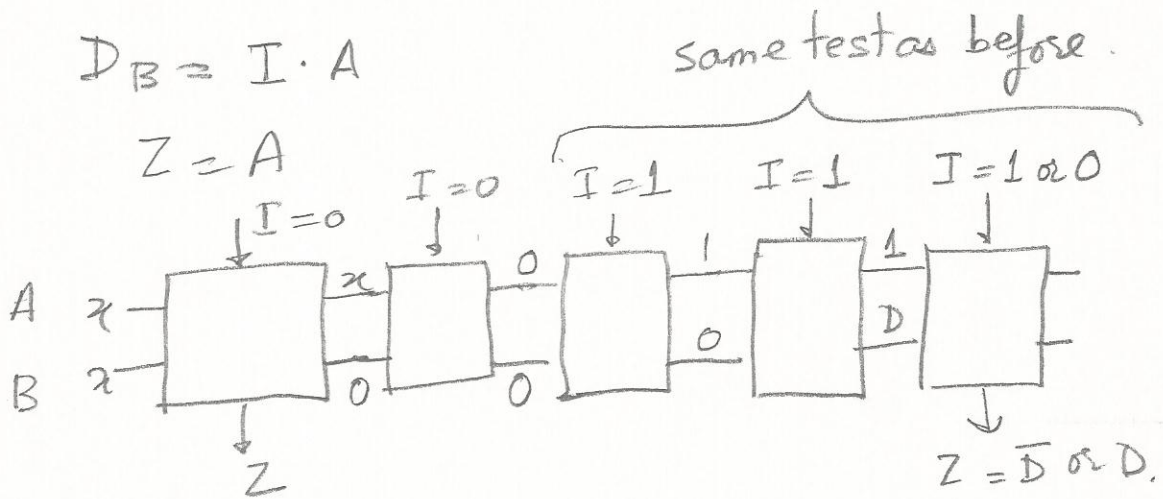 D_B = I · A
same test as before.
Z = A
I = 0
I = 0
I = 1
I = 1
I = 1 or 0
A x
x
0
1
1
B x
0
0
0
D
Z
Z = D̅ or D.